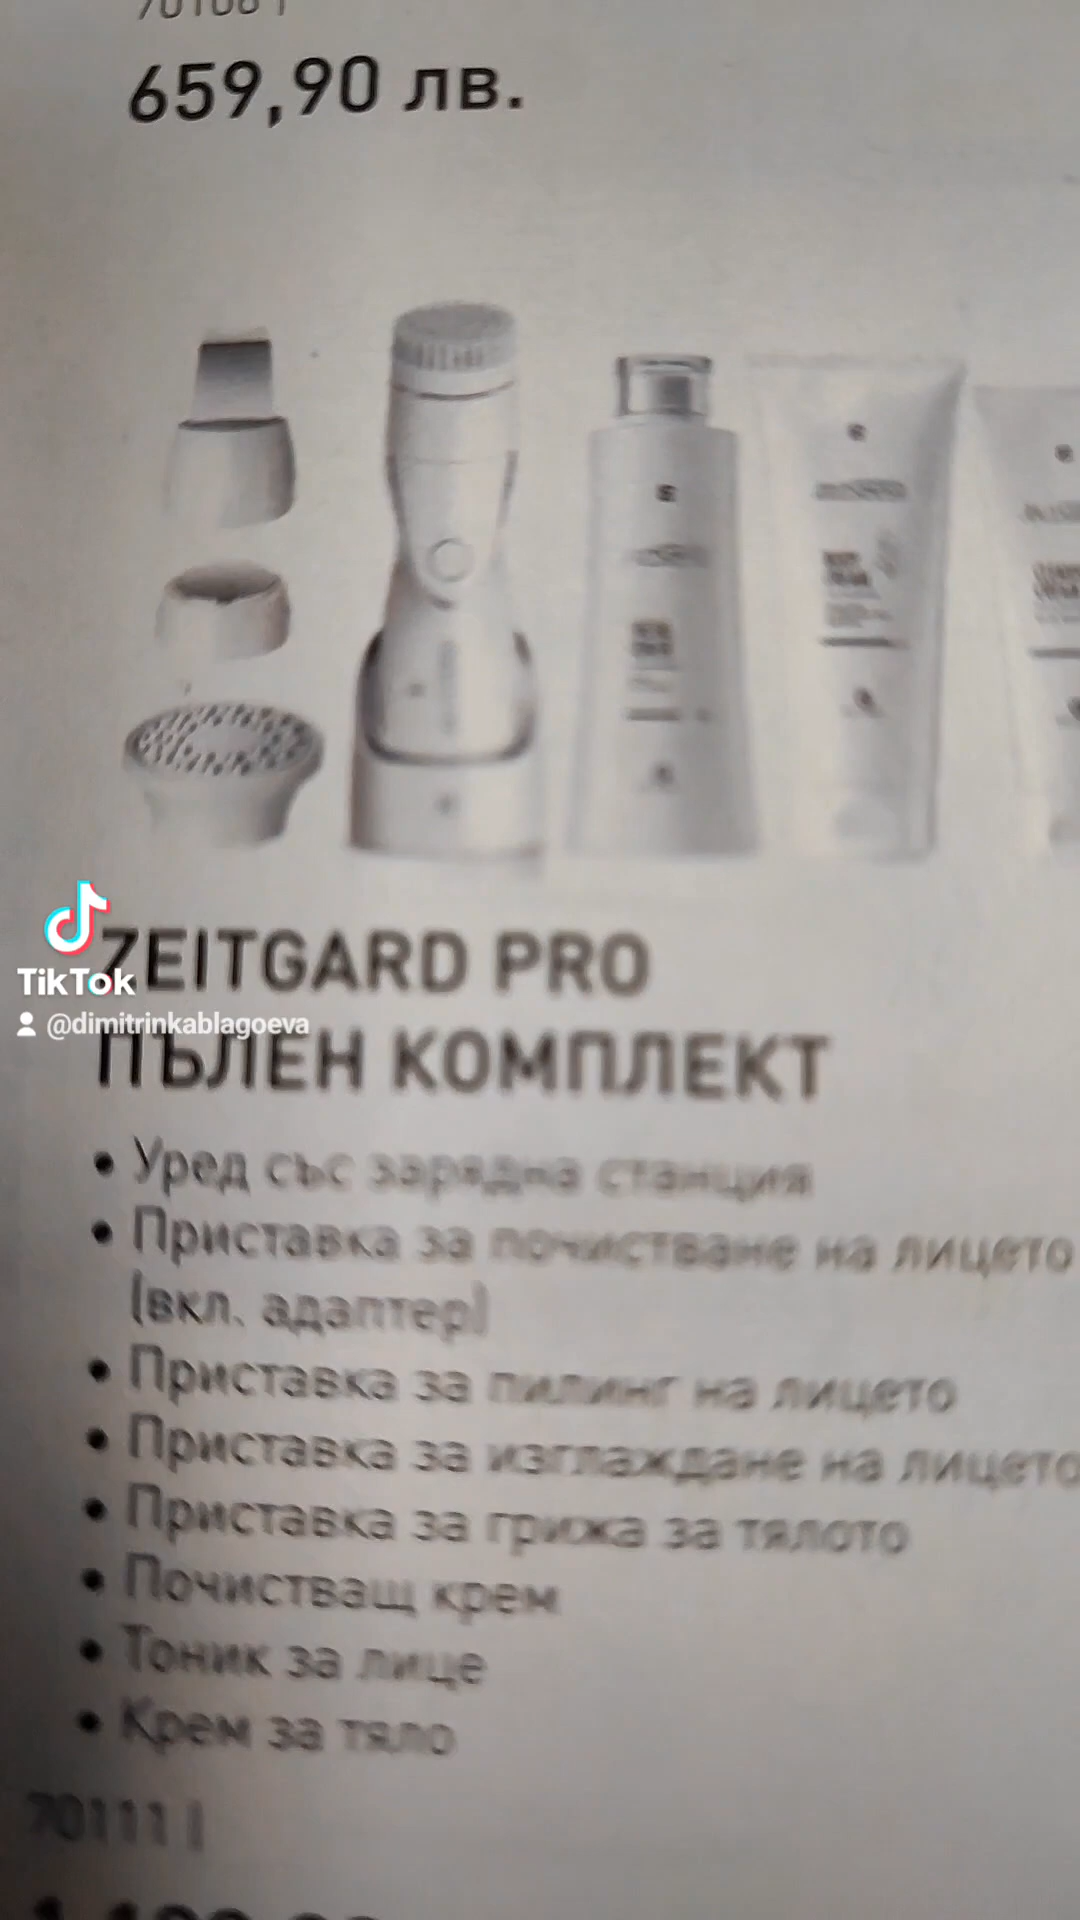 659,90 лв.
ZEITGARD PRO
TikTok
@dimitrinkablagoeva
ПЪЛЕН КОМПЛЕКТ
• Уред със зарядна станция
• Приставка за почистване на лицето
(вкл. адаптер)
• Приставка за пилинг на лицето
• Приставка за изглаждане на лицето
• Приставка за грижа за тялото
• Почистващ крем
• Тоник за лице
• Крем за тяло
70111 |